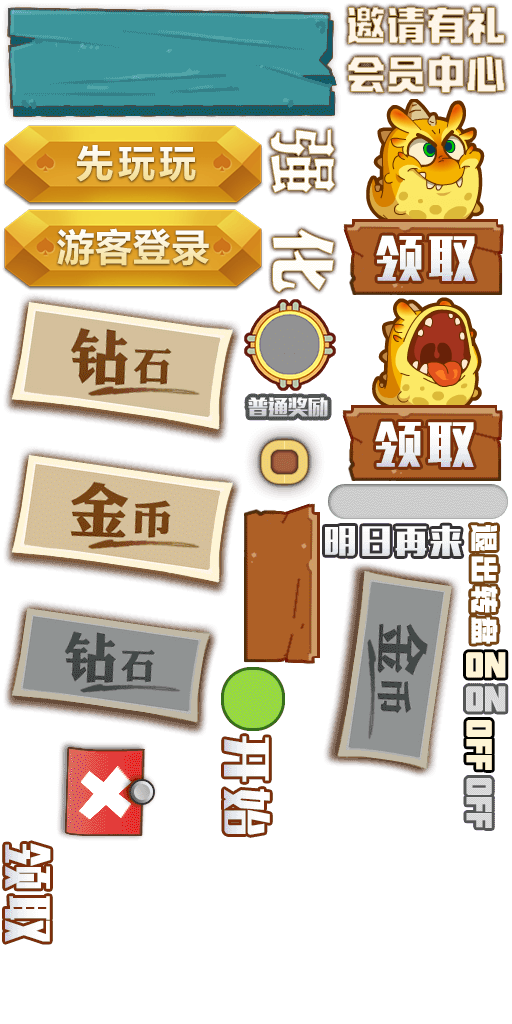 邀请有礼
会员中心
先玩玩
强化
游客登录
领取
钻石
普通奖励
领取
金币
明日再来
退出转盘
钻石
金币
ON
ON
OFF
OFF
开始
领取